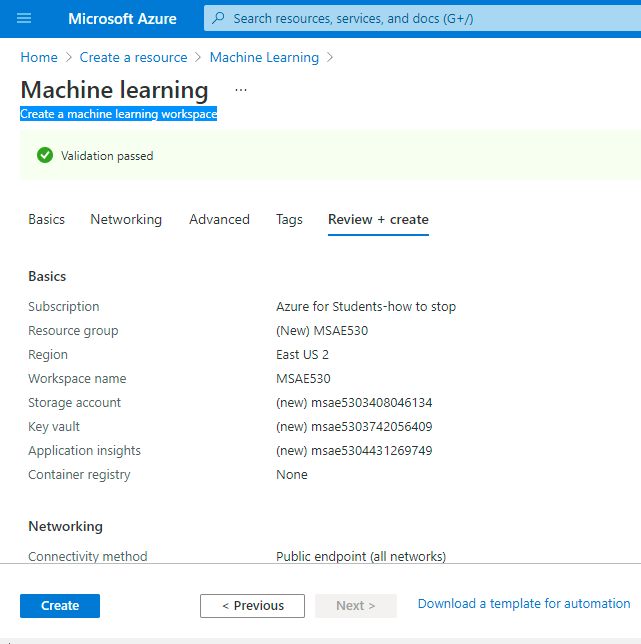 Microsoft Azure
Search resources, services, and docs (G+/)
Home > Create a resource > Machine Learning >
Machine learning ...
Create a machine learning workspace
Validation passed
Basics Networking Advanced Tags Review + create
Basics
Subscription Azure for Students-how to stop
Resource group (New) MSAE530
Region East US 2
Workspace name MSAE530
Storage account (new) msae5303408046134
Key vault (new) msae5303742056409
Application insights (new) msae5304431269749
Container registry None
Networking
Connectivity method Public endpoint (all networks)
Create < Previous Next > Download a template for automation